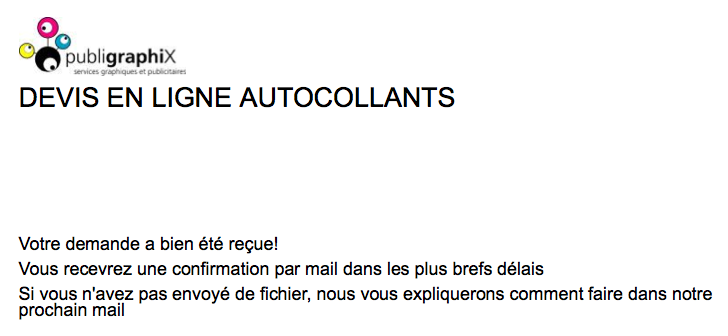 publigraphiX
services graphiques et publicitaires
DEVIS EN LIGNE AUTOCOLLANTS
Votre demande a bien été reçue!
Vous recevrez une confirmation par mail dans les plus brefs délais
Si vous n'avez pas envoyé de fichier, nous vous expliquerons comment faire dans notre
prochain mail